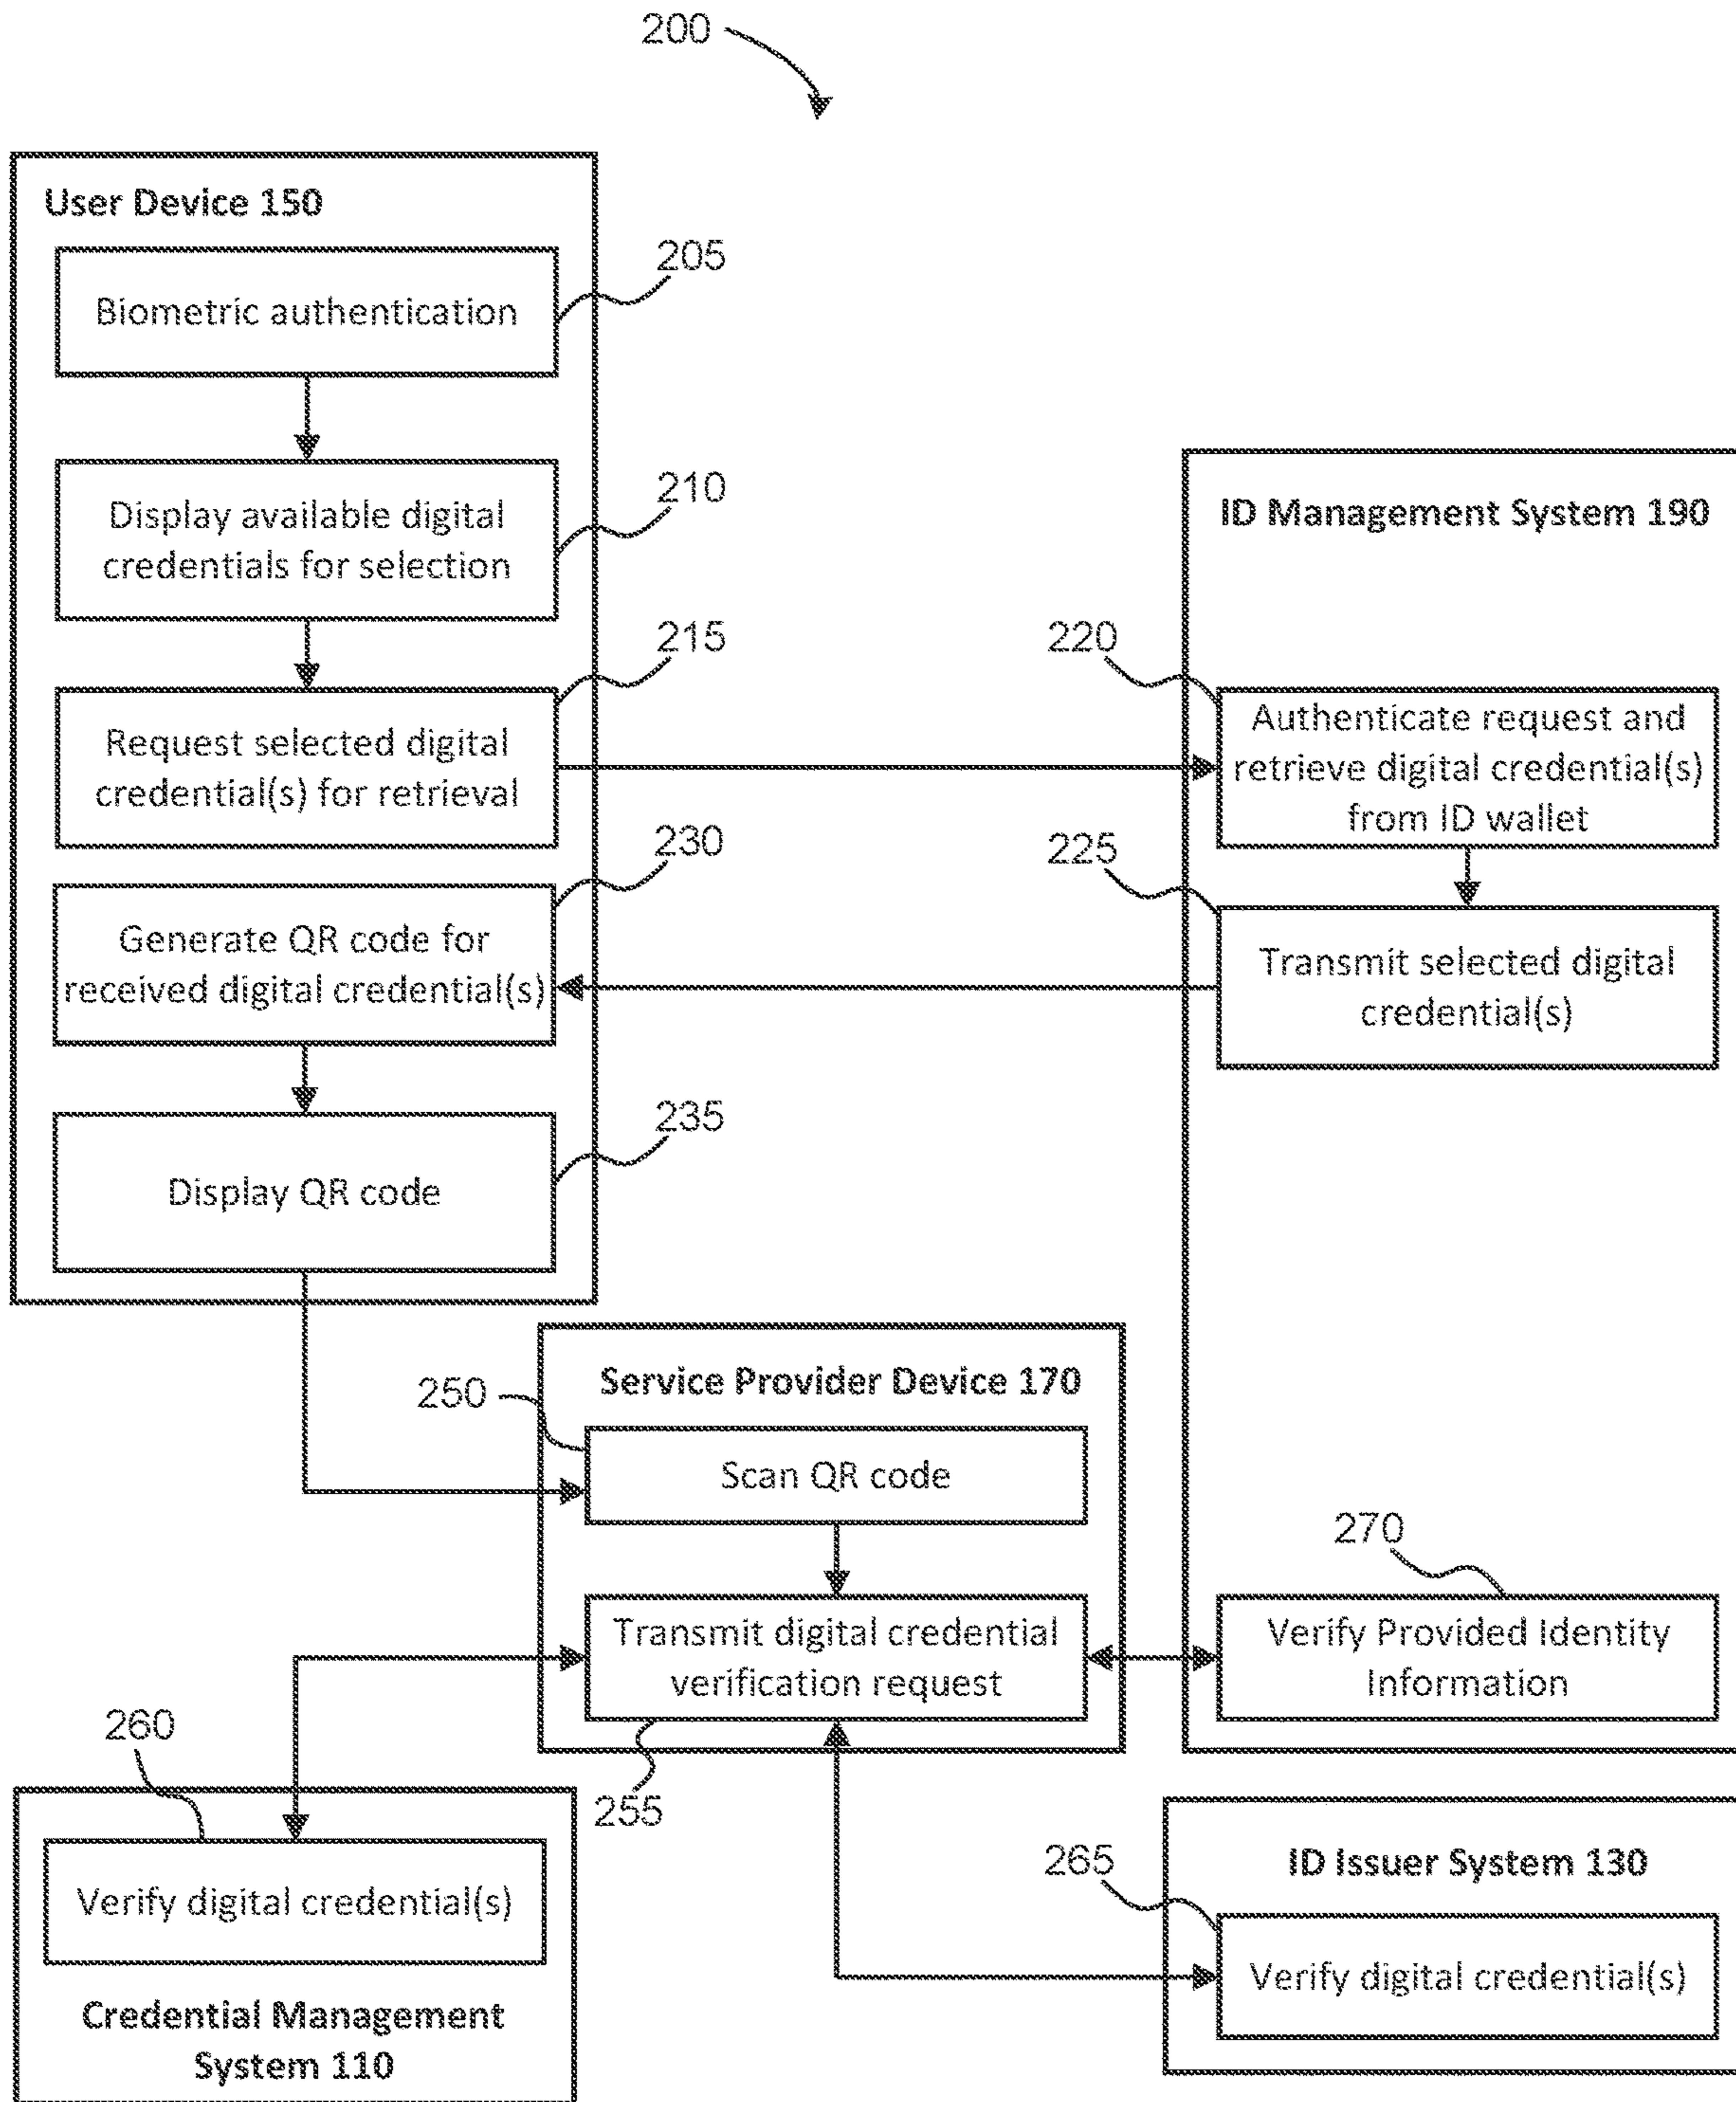 200
User Device 150
205
Biometric authentication
210
Display available digital
credentials for selection
ID Management System 190
215
Request selected digital
credential(s) for retrieval
220
Authenticate request and
retrieve digital credential(s)
from ID wallet
230
Generate QR code for
received digital credential(s)
225
Transmit selected digital
credential(s)
235
Display QR code
Service Provider Device 170
250
Scan QR code
270
Transmit digital credential
verification request
Verify Provided Identity
Information
260
255
Verify digital credential(s)
Credential Management
System 110
ID Issuer System 130
265
Verify digital credential(s)